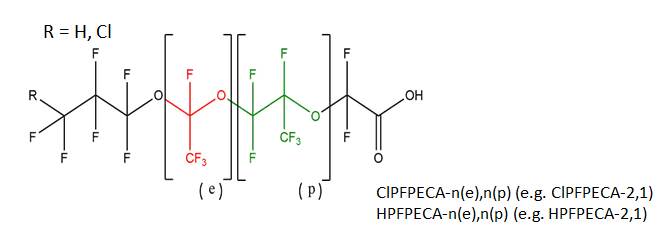 R = H, Cl
F F F F F F
R O O O OH
F F F F CF₃ F CF₃ F O
( e ) ( p )
ClPFPECA-n(e),n(p) (e.g. ClPFPECA-2,1)
HPFPECA-n(e),n(p) (e.g. HPFPECA-2,1)